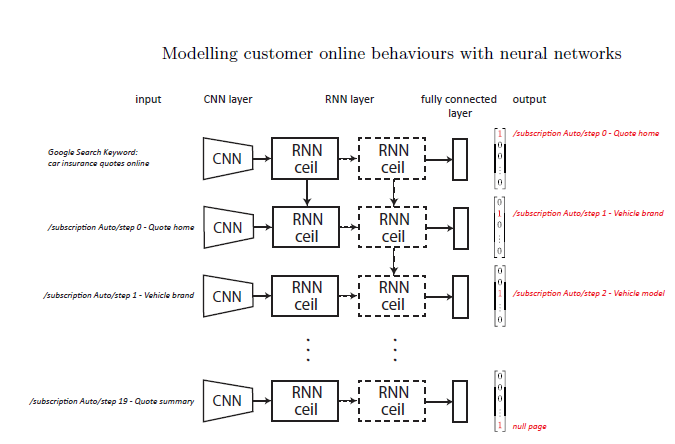 Modelling customer online behaviours with neural networks
input CNN layer RNN layer fully connected output
layer
Google Search Keyword:
car insurance quotes online
CNN
RNN
ceil
RNN
ceil
1
0
0
⋮
0
/subscription Auto/step 0 - Quote home
/subscription Auto/step 0 - Quote home
CNN
RNN
ceil
RNN
ceil
0
1
0
⋮
0
/subscription Auto/step 1 - Vehicle brand
/subscription Auto/step 1 - Vehicle brand
CNN
RNN
ceil
RNN
ceil
0
0
1
⋮
0
/subscription Auto/step 2 - Vehicle model
/subscription Auto/step 19 - Quote summary
CNN
RNN
ceil
RNN
ceil
0
0
0
⋮
1
null page